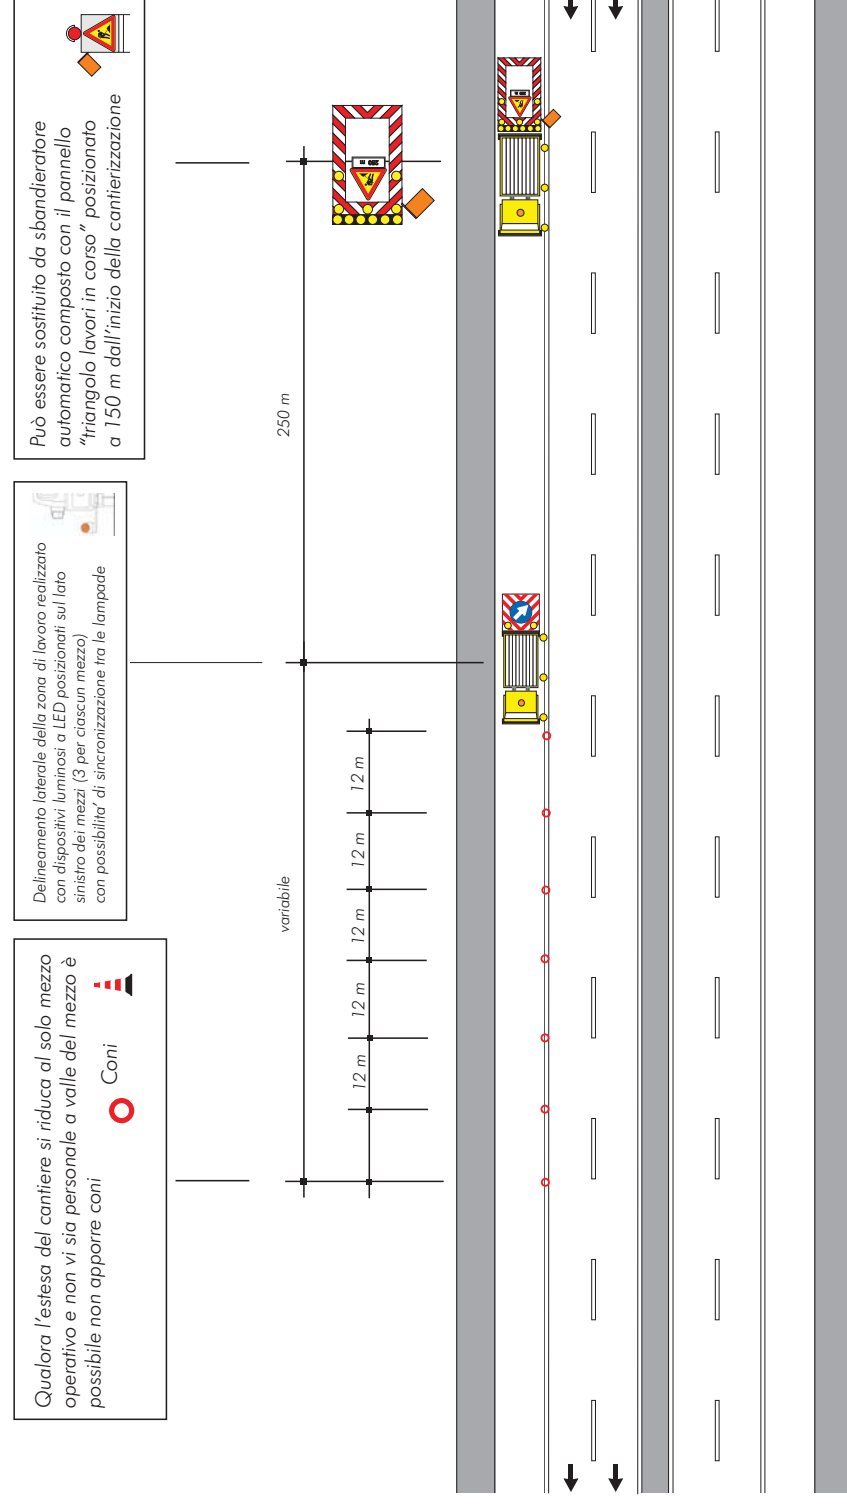 Può essere sostituito da sbandieratore
automatico composto con il pannello
“triangolo lavori in corso” posizionato
a 150 m dall’inizio della cantierizzazione
Delineamento laterale della zona di lavoro realizzato
con dispositivi luminosi a LED posizionati sul lato
sinistro dei mezzi (3 per ciascun mezzo)
con possibilita’ di sincronizzazione tra le lampade
Qualora l’estesa del cantiere si riduca al solo mezzo
operativo e non vi sia personale a valle del mezzo è
possibile non apporre coni
Coni
250 m
variabile
12 m
12 m
12 m
12 m
12 m